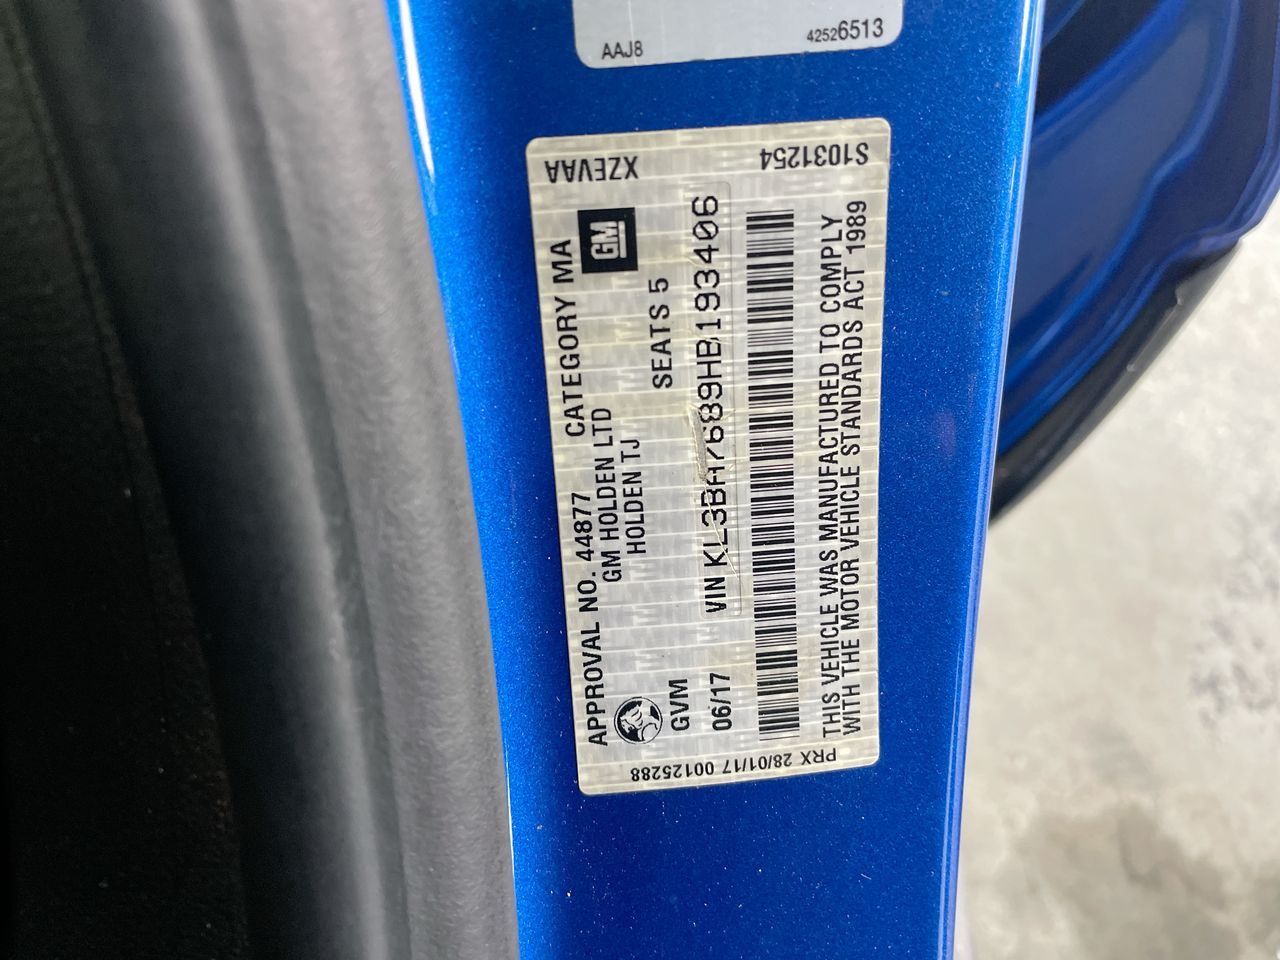 AAJ8
42526513
XZEVAA
S1031254
APPROVAL NO. 44877 CATEGORY MA
GM HOLDEN LTD
GM
HOLDEN TJ
SEATS 5
GVM
VIN KL3BA7689HB193406
06/17
THIS VEHICLE WAS MANUFACTURED TO COMPLY
WITH THE MOTOR VEHICLE STANDARDS ACT 1989
PRX 28/01/17 00125288